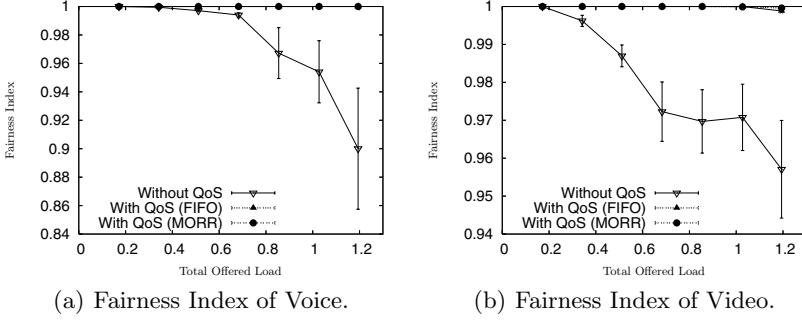 1
0.98
0.96
0.94
0.92
0.9
0.88
0.86
0.84
Fairness Index
Without QoS
With QoS (FIFO)
With QoS (MORR)
0 0.2 0.4 0.6 0.8 1 1.2
Total Offered Load
(a) Fairness Index of Voice.
1
0.99
0.98
0.97
0.96
0.95
0.94
Fairness Index
Without QoS
With QoS (FIFO)
With QoS (MORR)
0 0.2 0.4 0.6 0.8 1 1.2
Total Offered Load
(b) Fairness Index of Video.